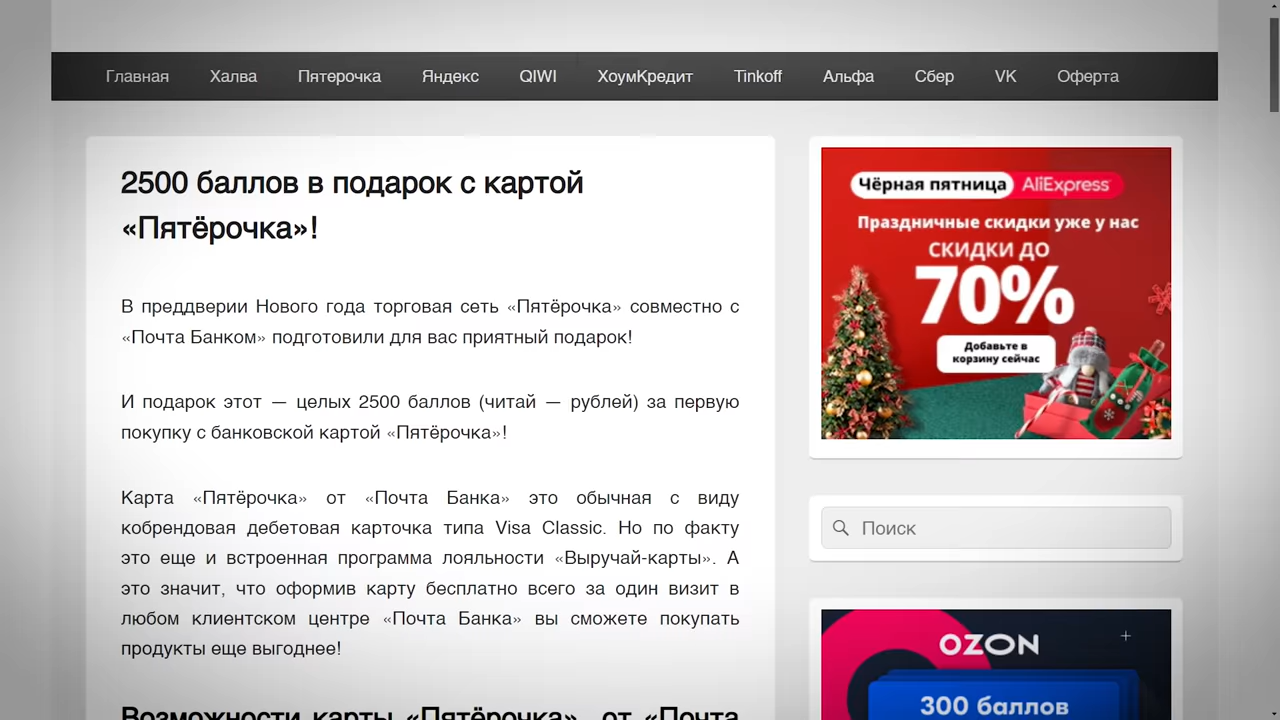 Главная Халва Пятерочка Яндекс QIWI ХоумКредит Tinkoff Альфа Сбер VK Оферта
2500 баллов в подарок с картой
«Пятёрочка»!
В преддверии Нового года торговая сеть «Пятёрочка» совместно с
«Почта Банком» подготовили для вас приятный подарок!
И подарок этот — целых 2500 баллов (читай — рублей) за первую
покупку с банковской картой «Пятёрочка»!
Карта «Пятёрочка» от «Почта Банка» это обычная с виду
кобрендовая дебетовая карточка типа Visa Classic. Но по факту
это еще и встроенная программа лояльности «Выручай-карты». А
это значит, что оформив карту бесплатно всего за один визит в
любом клиентском центре «Почта Банка» вы сможете покупать
продукты еще выгоднее!
Возможности карты «Пятёрочка» от «Почта
Чёрная пятница AliExpress
Праздничные скидки уже у нас
СКИДКИ ДО
70%
Добавьте в
корзину сейчас
Поиск
OZON
300 баллов